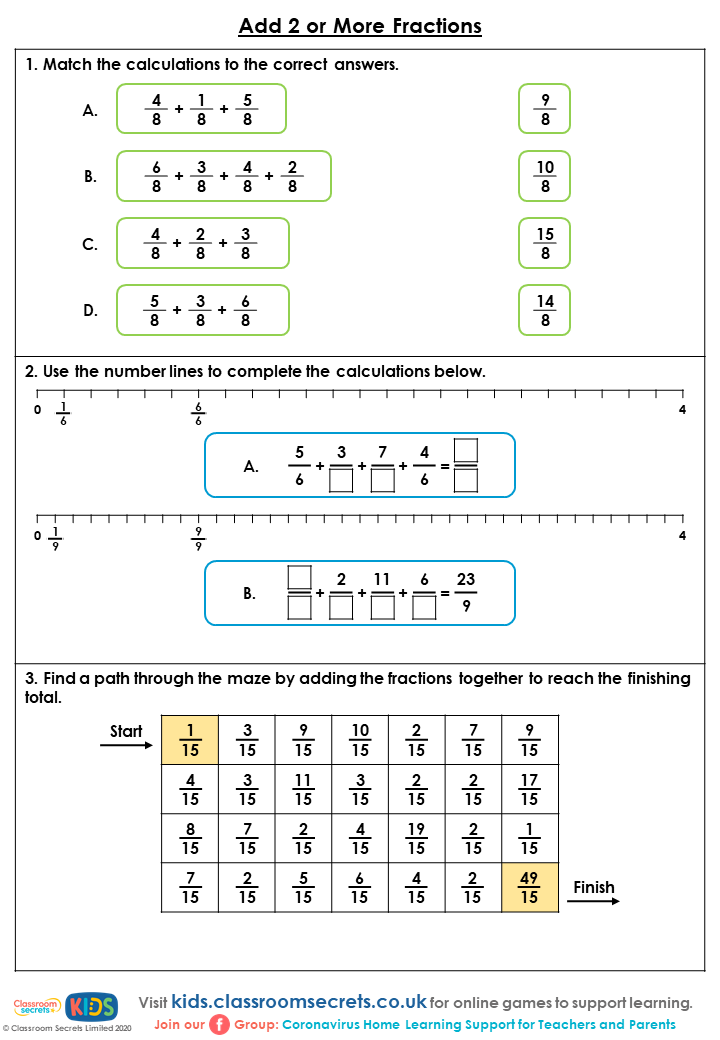 Add 2 or More Fractions
1. Match the calculations to the correct answers.
A. 4/8 + 1/8 + 5/8
9/8
B. 6/8 + 3/8 + 4/8 + 2/8
10/8
C. 4/8 + 2/8 + 3/8
15/8
D. 5/8 + 3/8 + 6/8
14/8
2. Use the number lines to complete the calculations below.
0 1/6 6/6 4
A. 5/6 + 3/□ + 7/□ + 4/6 = □/□
0 1/9 9/9 4
B. □/□ + 2/□ + 11/□ + 6/□ = 23/9
3. Find a path through the maze by adding the fractions together to reach the finishing
total.
Start 1/15 3/15 9/15 10/15 2/15 7/15 9/15
4/15 3/15 11/15 3/15 2/15 2/15 17/15
8/15 7/15 2/15 4/15 19/15 2/15 1/15
7/15 2/15 5/15 6/15 4/15 2/15 49/15 Finish
Classroom Secrets KIDS
© Classroom Secrets Limited 2020
Visit kids.classroomsecrets.co.uk for online games to support learning.
Join our f Group: Coronavirus Home Learning Support for Teachers and Parents